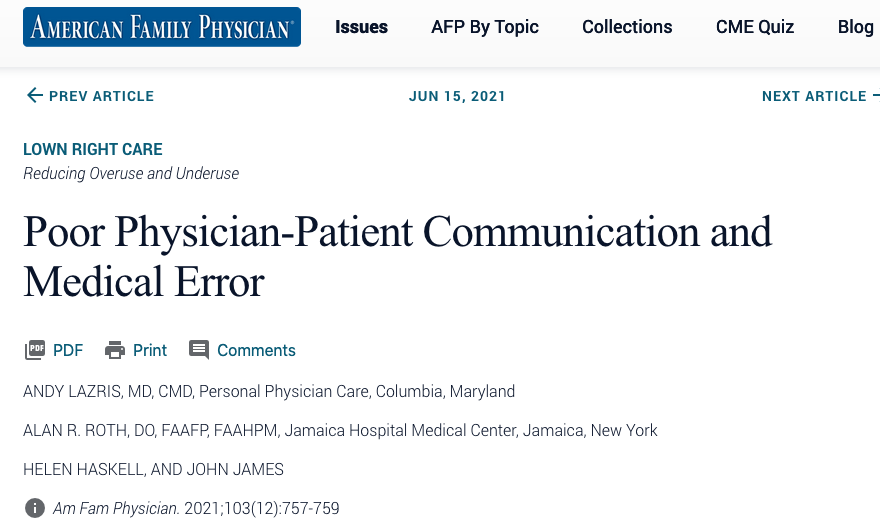 AMERICAN FAMILY PHYSICIAN® Issues AFP By Topic Collections CME Quiz Blog
PREV ARTICLE JUN 15, 2021 NEXT ARTICLE
LOWN RIGHT CARE
Reducing Overuse and Underuse
Poor Physician-Patient Communication and
Medical Error
PDF PDF Print Comments
ANDY LAZRIS, MD, CMD, Personal Physician Care, Columbia, Maryland
ALAN R. ROTH, DO, FAAFP, FAAHPM, Jamaica Hospital Medical Center, Jamaica, New York
HELEN HASKELL, AND JOHN JAMES
i Am Fam Physician. 2021;103(12):757-759